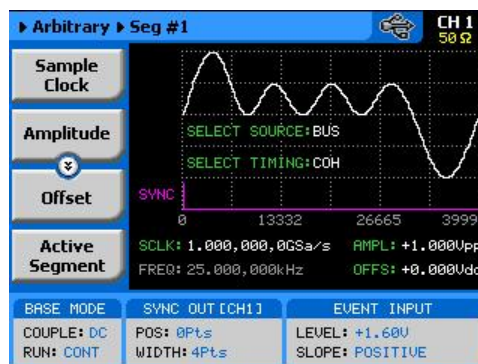 Arbitrary Seg #1
CH 1
50 Ω
Sample
Clock
Amplitude
Offset
Active
Segment
SELECT SOURCE:BUS
SELECT TIMING:COH
SYNC
0 13332 26665 3999
SCLK: 1.000,000,0GSa/s AMPL: +1.000Vpp
FREQ: 25.000,000kHz OFFS: +0.000Vdc
BASE MODE SYNC OUT [CH1] EVENT INPUT
COUPLE: DC POS: 0Pts LEVEL: +1.60V
RUN: CONT WIDTH: 4Pts SLOPE: POSITIVE